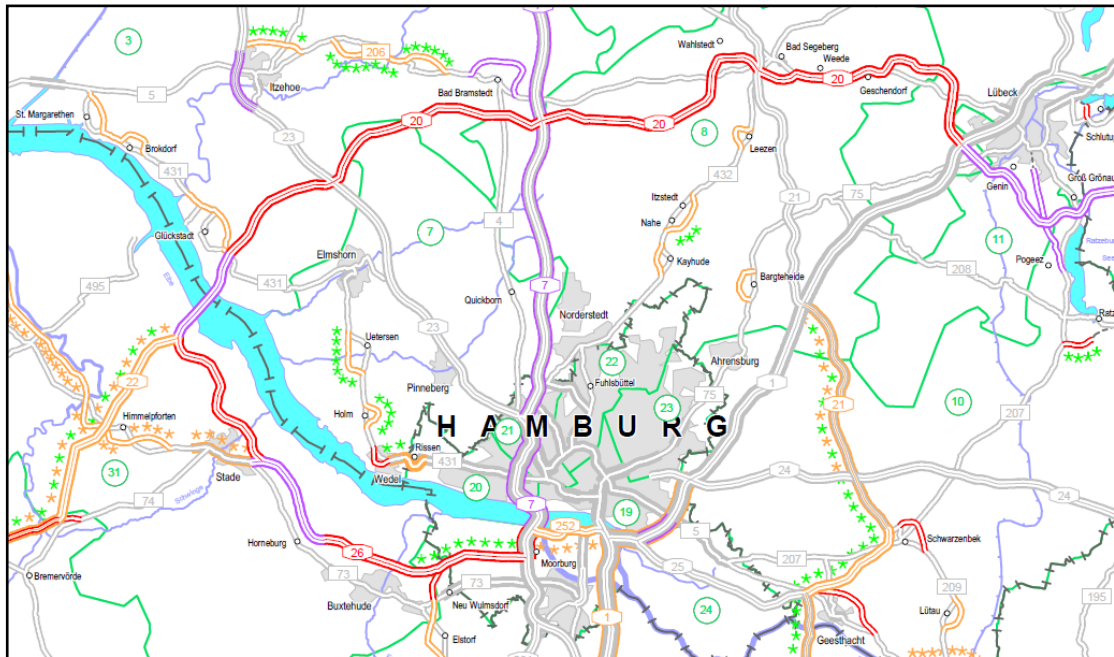 3
206
Wahlstedt
Bad Segeberg
Weede
20
Geschendorf
Itzehoe
5
Bad Bramstedt
Lübeck
St. Margarethen
20
20
8
23
Leezen
Brokdorf
431
432
Genin
Groß Grönau
Itzstedt
21
75
Nahe
7
4
11
Glückstadt
Kayhude
Pogeez
Elmshorn
431
7
Bargteheide
208
495
Elbe
Quickborn
Norderstedt
23
Uetersen
22
Ahrensburg
1
22
Pinneberg
Fuhlsbüttel
75
23
21
10
Himmelpforten
Holm
HAMBURG
21
207
Rissen
31
Wedel
431
24
Stade
20
24
74
Schwinge
7
19
252
5
Schwarzenbek
Horneburg
26
Moorburg
207
Bremervörde
73
73
25
209
195
Buxtehude
Neu Wulmsdorf
24
Lütau
1
Elstorf
Geesthacht